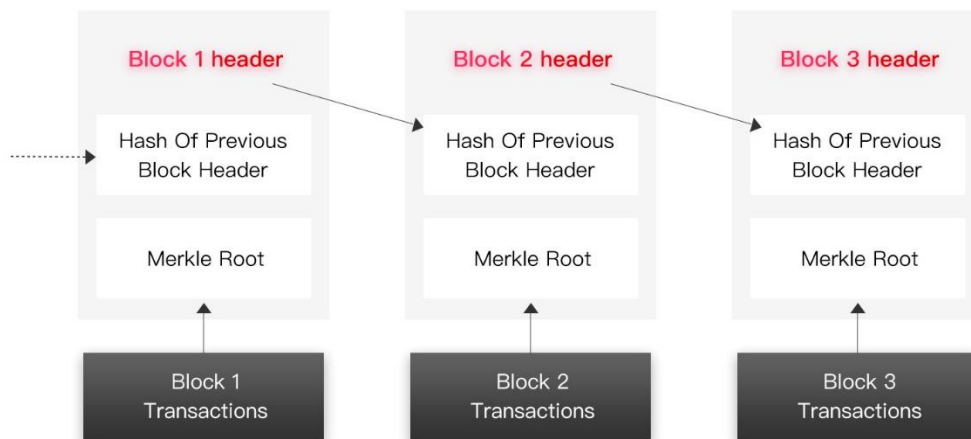 Block 1 header
Hash Of Previous
Block Header
Merkle Root
Block 1
Transactions
Block 2 header
Hash Of Previous
Block Header
Merkle Root
Block 2
Transactions
Block 3 header
Hash Of Previous
Block Header
Merkle Root
Block 3
Transactions